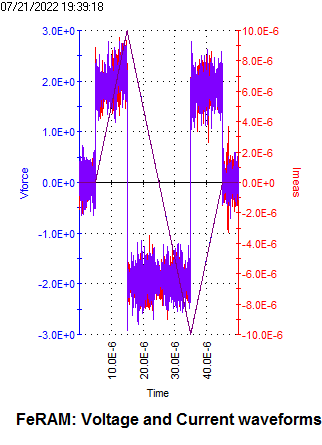 07/21/2022 19:39:18
3.0E+0
2.0E+0
1.0E+0
0.0E+0
-1.0E+0
-2.0E+0
-3.0E+0
Vforce
10.0E-6
8.0E-6
6.0E-6
4.0E-6
2.0E-6
0.0E+0
-2.0E-6
-4.0E-6
-6.0E-6
-8.0E-6
-10.0E-6
Imeas
10.0E-6
20.0E-6
30.0E-6
40.0E-6
Time
FeRAM: Voltage and Current waveforms